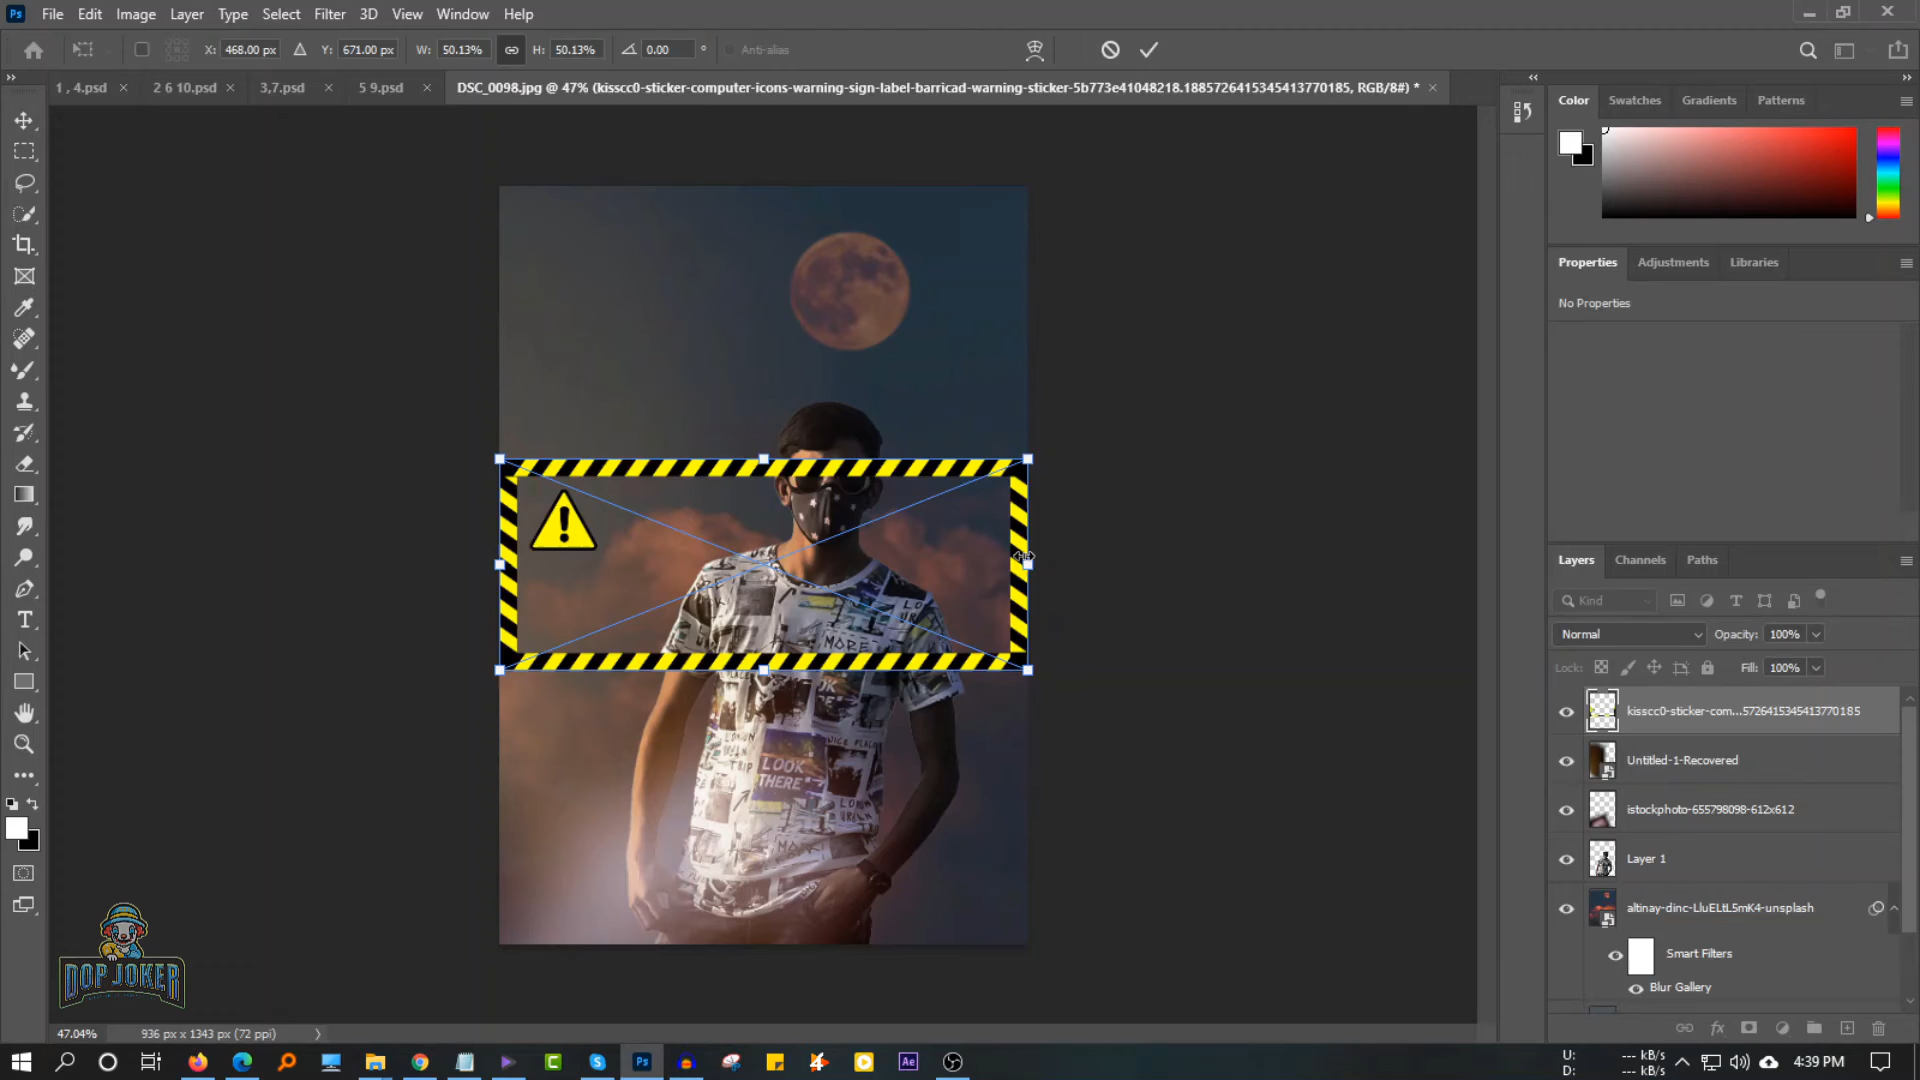 Ps File Edit Image Layer Type Select Filter 3D View Window Help
X: 468.00 px Y: 671.00 px W: 50.13% H: 50.13% 0.00 ° Anti-alias
1 , 4.psd 2 6 10.psd 3,7.psd 5 9.psd DSC_0098.jpg @ 47% (kisscc0-sticker-computer-icons-warning-sign-label-barricad-warning-sticker-5b773e41048218.1885726415345413770185, RGB/8#) *
Color Swatches Gradients Patterns
Properties Adjustments Libraries
No Properties
Layers Channels Paths
Kind
Normal Opacity: 100%
Lock: Fill: 100%
kisscc0-sticker-com...5726415345413770185
Untitled-1-Recovered
istockphoto-655798098-612x612
Layer 1
altinay-dinc-LluELtL5mK4-unsplash
Smart Filters
Blur Gallery
MORE
LOOK
THERE
DOP JOKER
47.04% 936 px x 1343 px (72 ppi)
U: --- kB/s
D: --- kB/s
4:39 PM